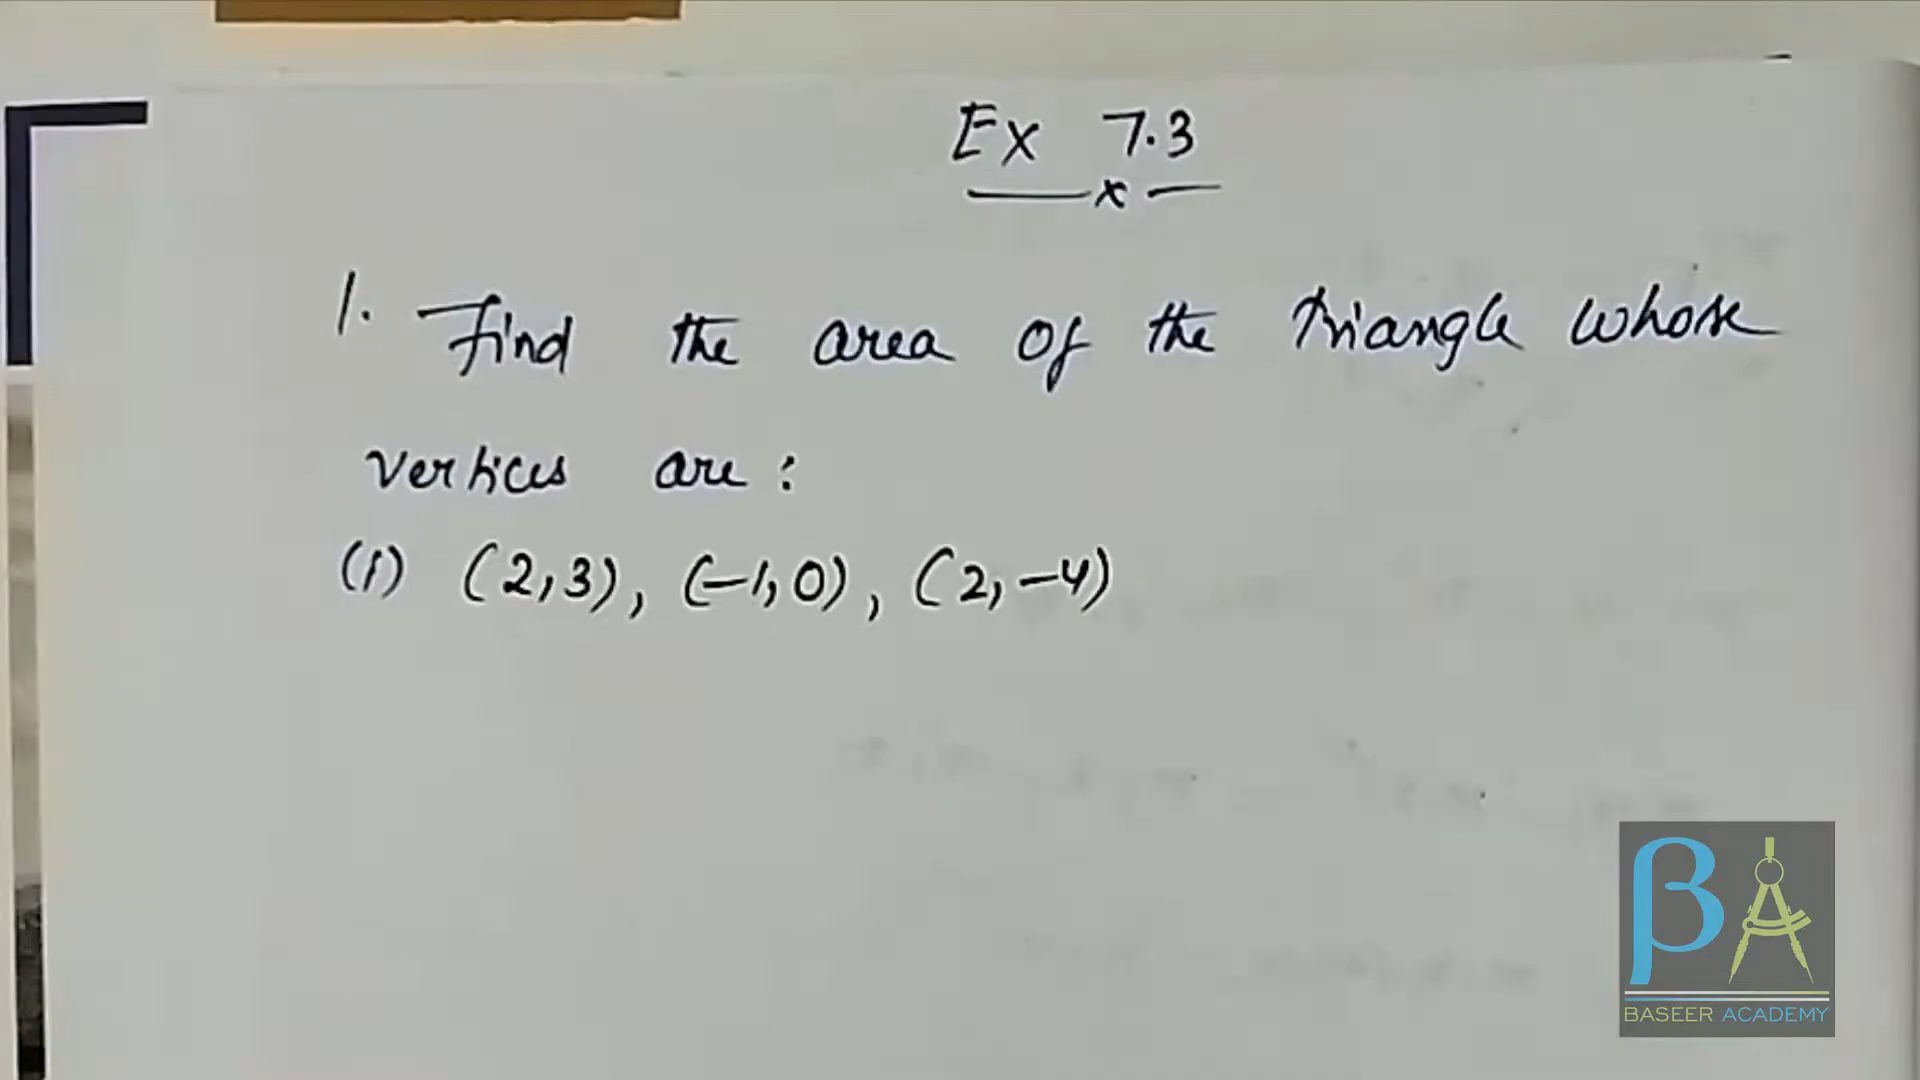 Ex 7.3
x
1. Find the area of the triangle whose
vertices are:
(i) (2,3), (-1,0), (2,-4)
BA
BASEER ACADEMY